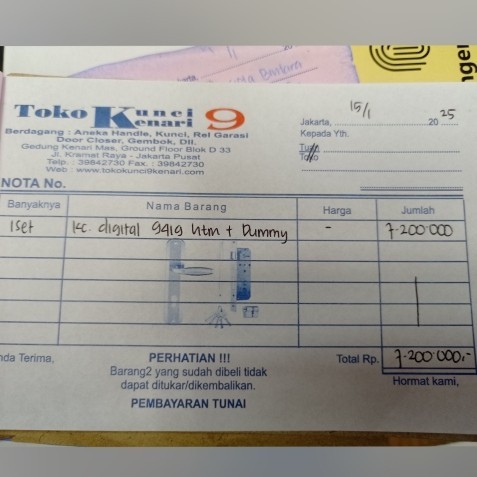 Toko Kunci Kenari 9
Berdagang : Aneka Handle, Kunci, Rel Garasi
Door Closer, Gembok, Dll.
Gedung Kenari Mas, Ground Floor Blok D 33
Jl. Kramat Raya - Jakarta Pusat
Telp. : 39842730 Fax. : 39842730
Web : www.tokokunci9kenari.com
Jakarta, 15/1 20 25
Kepada Yth.
Tuan
Toko
NOTA No.
Banyaknya Nama Barang Harga Jumlah
1 Set kc. digital 9419 htm + Dummy - 7.200.000
nda Terima, PERHATIAN !!! Total Rp. 7.200.000,-
Barang2 yang sudah dibeli tidak
dapat ditukar/dikembalikan.
Hormat kami,
PEMBAYARAN TUNAI